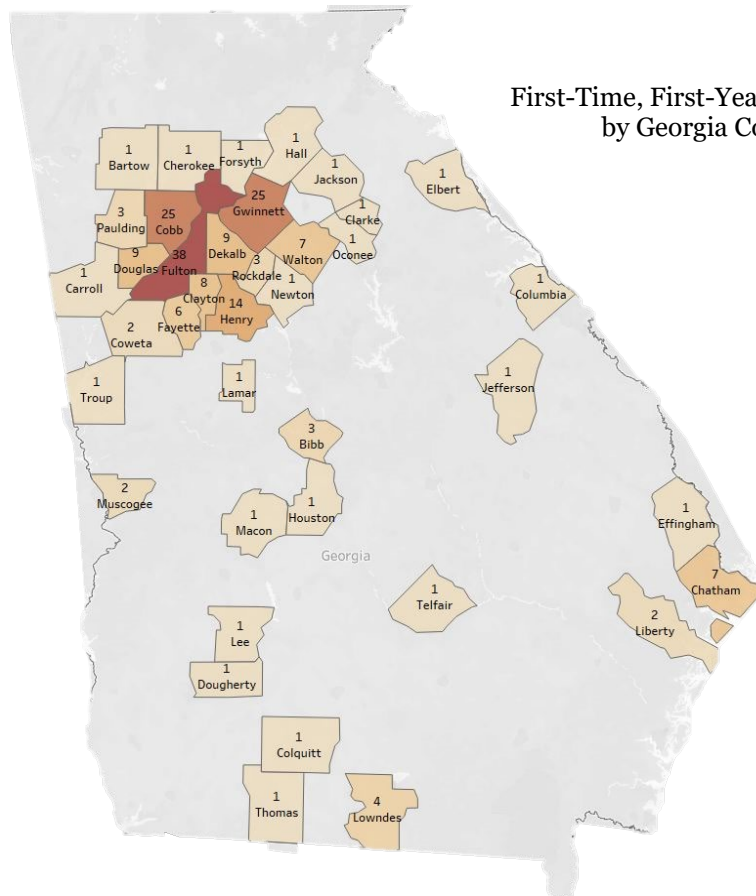 First-Time, First-Yea
by Georgia Co
1
Bartow
1
Cherokee
1
Forsyth
1
Hall
1
Jackson
1
Elbert
3
Paulding
25
Cobb
25
Gwinnett
1
Clarke
1
Oconee
9
Douglas
38
Fulton
9
Dekalb
7
Walton
3
Rockdale
1
Newton
1
Carroll
8
Clayton
6
Fayette
14
Henry
2
Coweta
1
Columbia
1
Troup
1
Lamar
1
Jefferson
3
Bibb
2
Muscogee
1
Macon
1
Houston
Georgia
1
Effingham
7
Chatham
1
Telfair
2
Liberty
1
Lee
1
Dougherty
1
Colquitt
1
Thomas
4
Lowndes